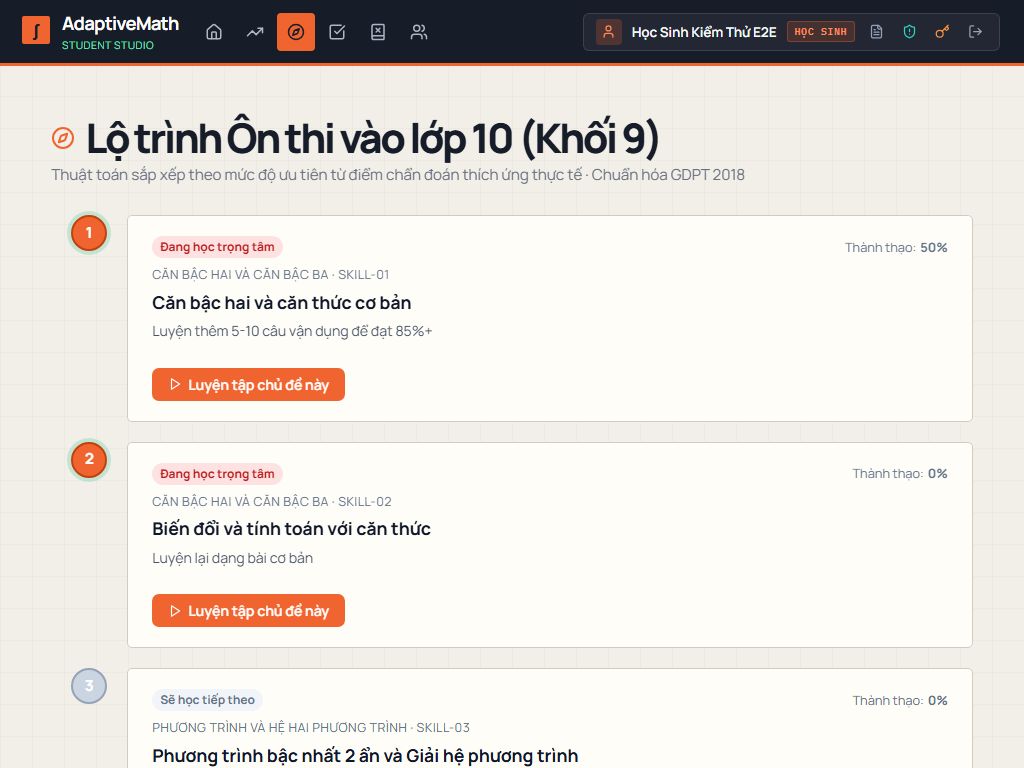 AdaptiveMath
STUDENT STUDIO
Học Sinh Kiểm Thử E2E
HỌC SINH
Lộ trình Ôn thi vào lớp 10 (Khối 9)
Thuật toán sắp xếp theo mức độ ưu tiên từ điểm chẩn đoán thích ứng thực tế · Chuẩn hóa GDPT 2018
1
Đang học trọng tâm
Thành thạo: 50%
CĂN BẬC HAI VÀ CĂN BẬC BA · SKILL-01
Căn bậc hai và căn thức cơ bản
Luyện thêm 5-10 câu vận dụng để đạt 85%+
Luyện tập chủ đề này
2
Đang học trọng tâm
Thành thạo: 0%
CĂN BẬC HAI VÀ CĂN BẬC BA · SKILL-02
Biến đổi và tính toán với căn thức
Luyện lại dạng bài cơ bản
Luyện tập chủ đề này
3
Sẽ học tiếp theo
Thành thạo: 0%
PHƯƠNG TRÌNH VÀ HỆ HAI PHƯƠNG TRÌNH · SKILL-03
Phương trình bậc nhất 2 ẩn và Giải hệ phương trình